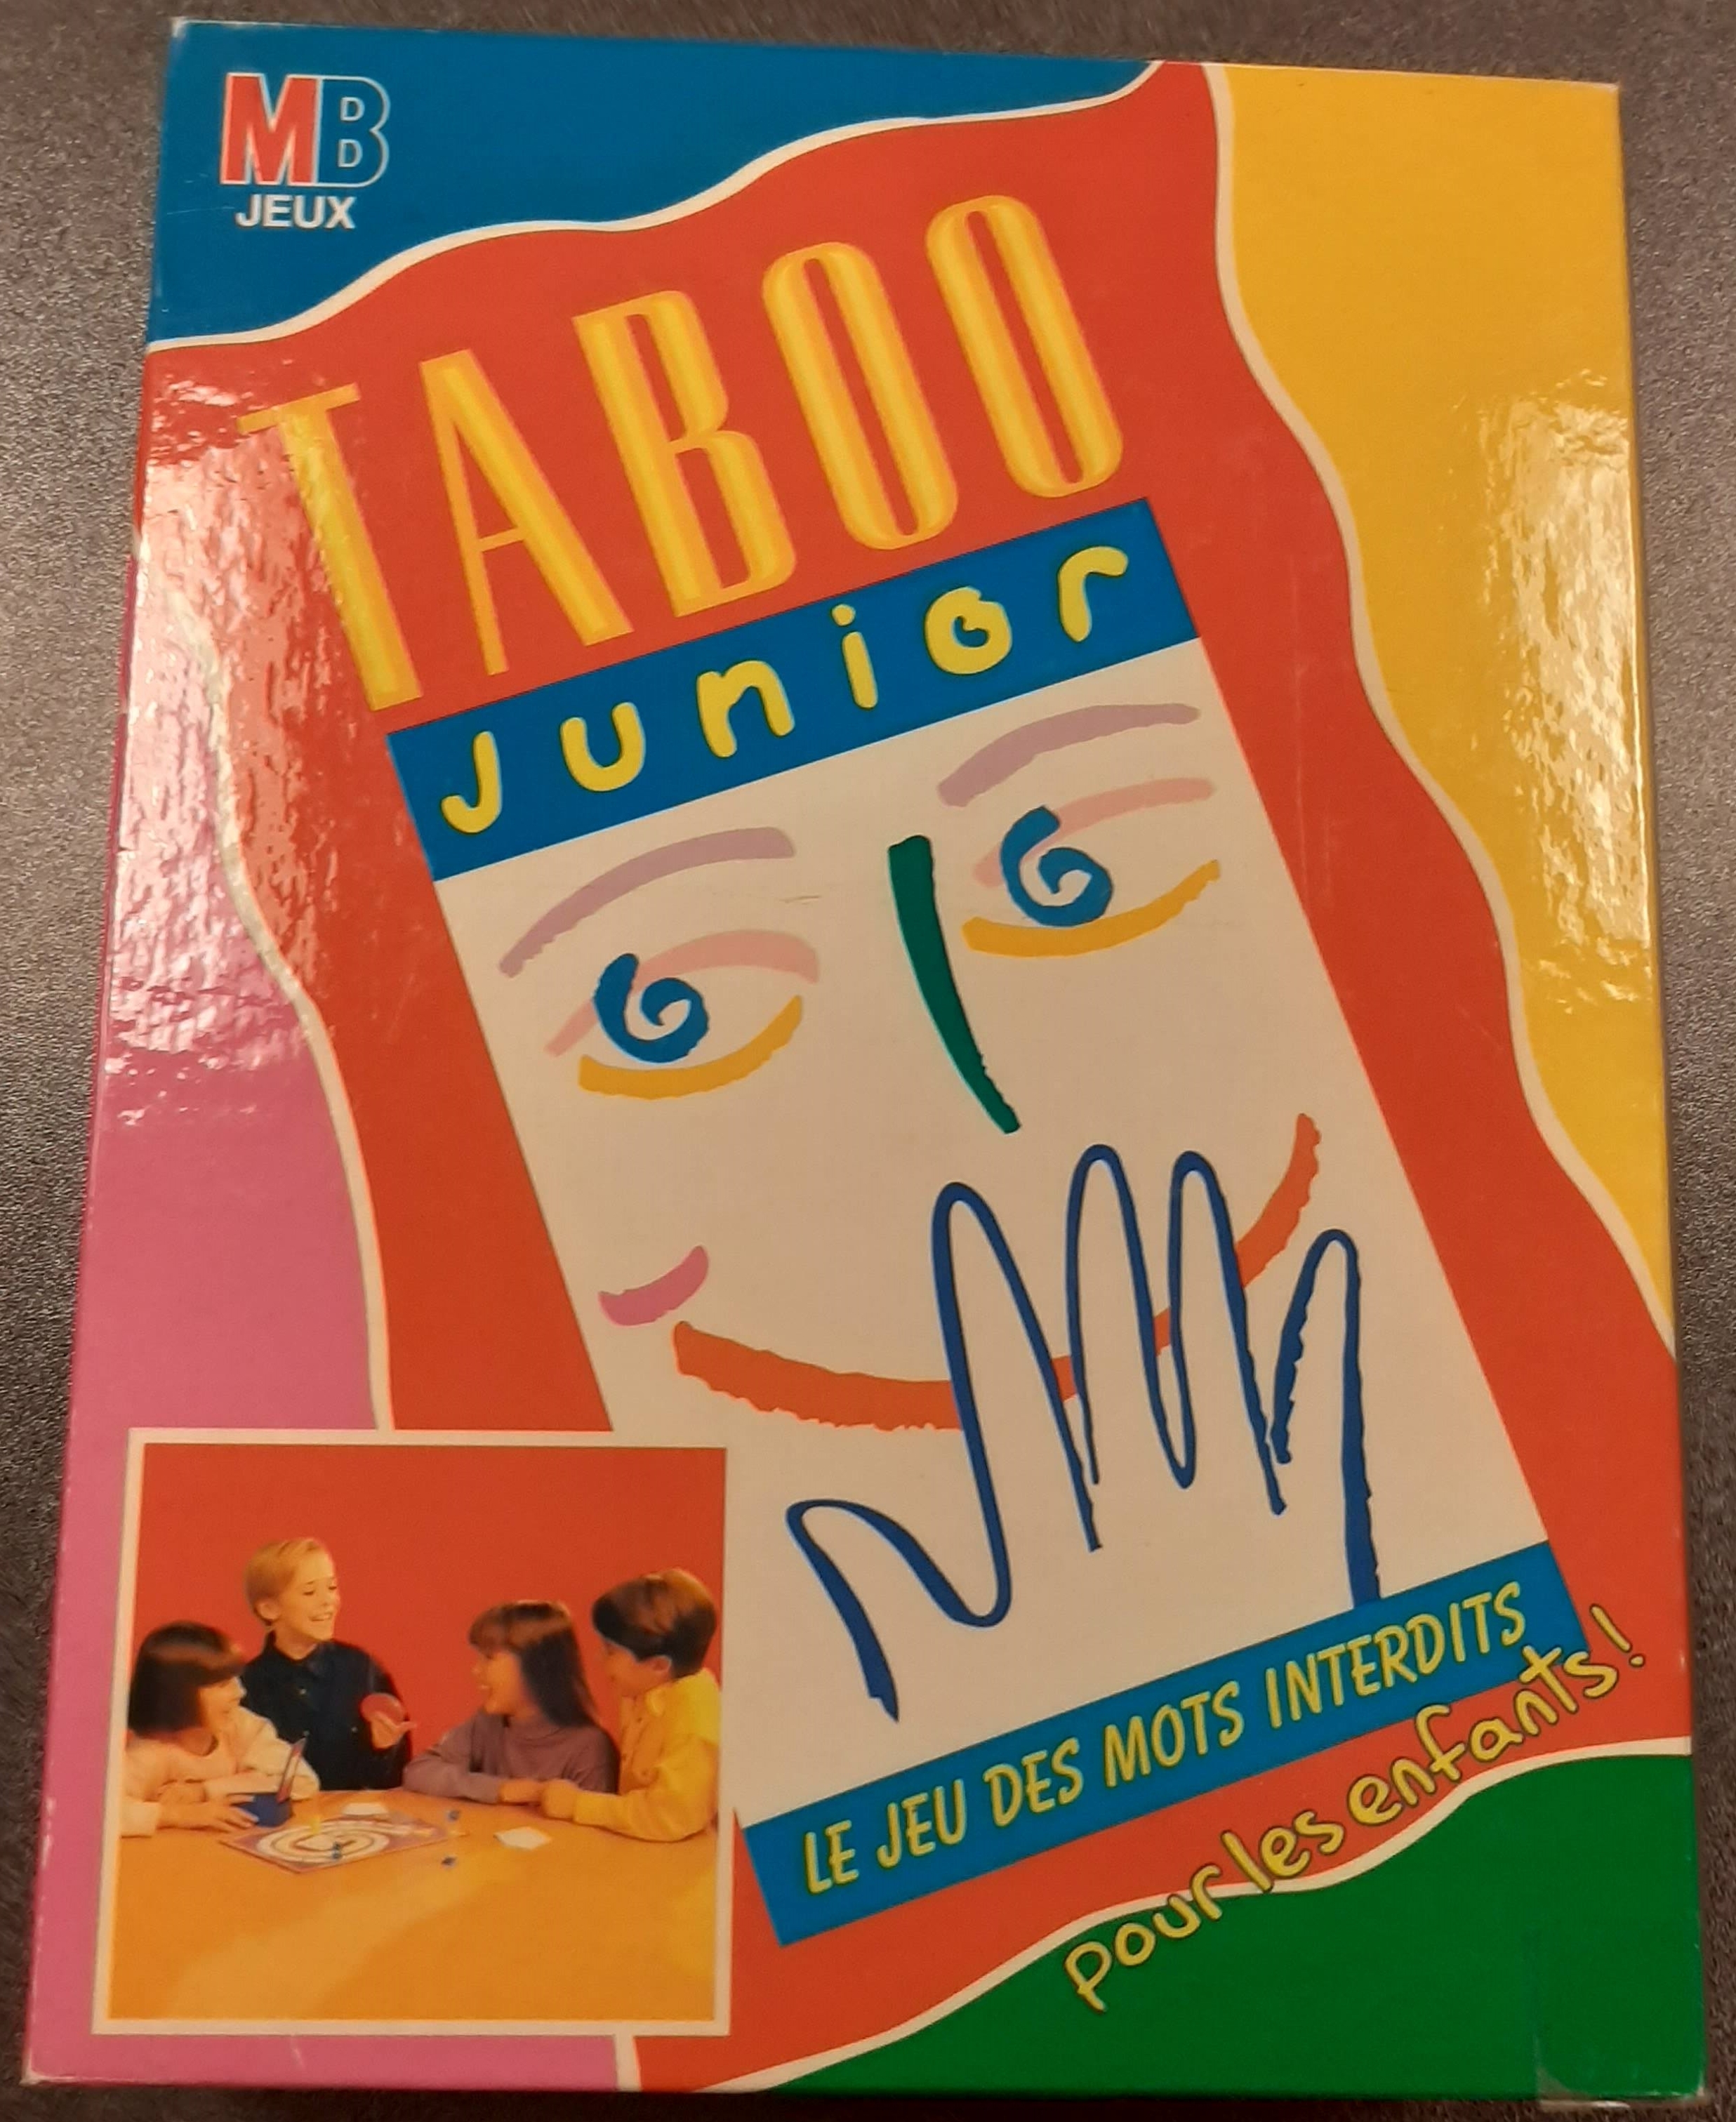 MB
JEUX
TABOO
Junior
LE JEU DES MOTS INTERDITS
pour les enfants!